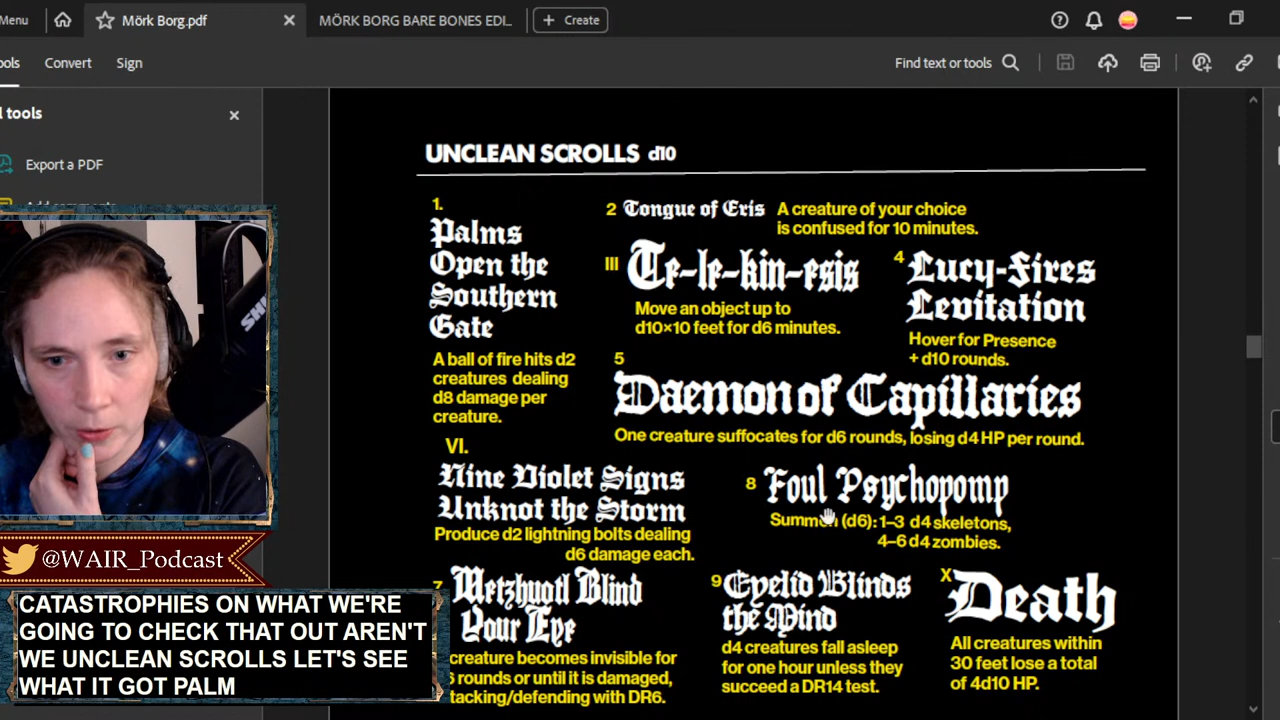 Menu
Mörk Borg.pdf
MÖRK BORG BARE BONES EDI...
Create
Convert
Sign
Find text or tools
Export a PDF
UNCLEAN SCROLLS d10
1.
Palms
Open the
Southern
Gate
A ball of fire hits d2
creatures dealing
d8 damage per
creature.
2 Tongue of Eris
A creature of your choice
is confused for 10 minutes.
III Te-le-kin-esis
Move an object up to
d10×10 feet for d6 minutes.
4 Lucy-Fires
Levitation
Hover for Presence
+ d10 rounds.
5
Daemon of Capillaries
One creature suffocates for d6 rounds, losing d4 HP per round.
VI.
Nine Violet Signs
Unknot the Storm
Produce d2 lightning bolts dealing
d6 damage each.
8 Foul Psychopomp
Summon (d6): 1–3 d4 skeletons,
4–6 d4 zombies.
7 Metzhuotl Blind
Your Eye
creature becomes invisible for
rounds or until it is damaged,
with DR6.
9 Eyelid Blinds
the Mind
d4 creatures fall asleep
for one hour unless they
succeed a DR14 test.
X Death
All creatures within
30 feet lose a total
of 4d10 HP.
@WAIR_Podcast
CATASTROPHIES ON WHAT WE'RE
GOING TO CHECK THAT OUT AREN'T
WE UNCLEAN SCROLLS LET'S SEE
WHAT IT GOT PALM